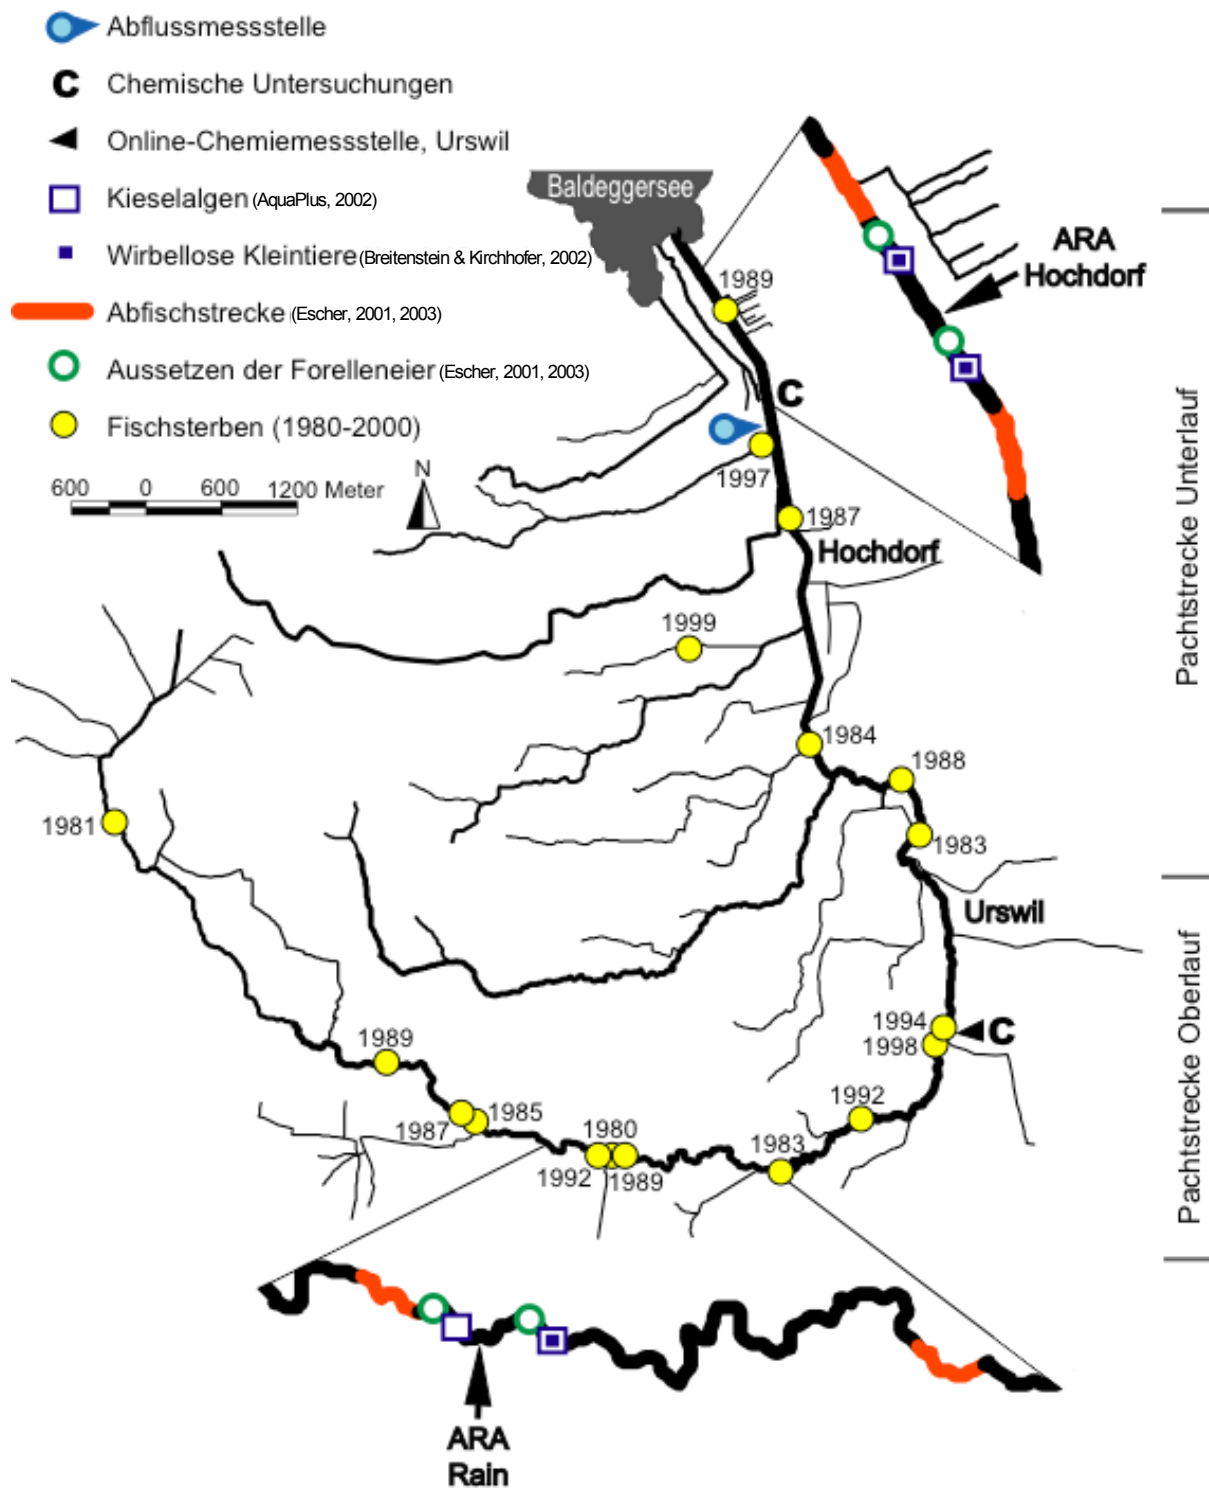 Abflussmessstelle
C Chemische Untersuchungen
Online-Chemiemessstelle, Urswil
Kieselalgen (AquaPlus, 2002)
Wirbellose Kleintiere (Breitenstein & Kirchhofer, 2002)
Abfischstrecke (Escher, 2001, 2003)
Aussetzen der Forelleneier (Escher, 2001, 2003)
Fischsterben (1980-2000)
600 0 600 1200 Meter
N
Baldeggersee
1989
C
1997
1987
Hochdorf
1999
1984
1988
1983
1981
Urswil
1994
C
1998
1989
1992
1985
1987
1980
1983
1992
1989
ARA
Hochdorf
ARA
Rain
Pachtstrecke Unterlauf
Pachtstrecke Oberlauf